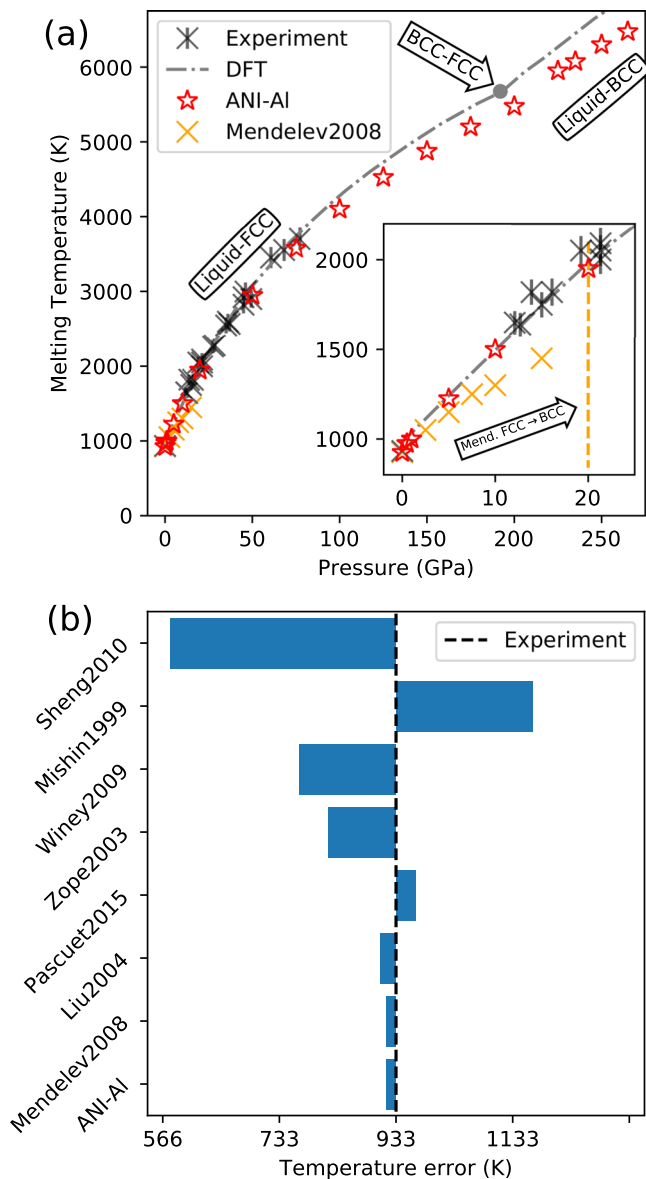 (a)
Experiment
DFT
ANI-Al
Mendelev2008
BCC-FCC
Liquid-BCC
Liquid-FCC
Melting Temperature (K)
6000
5000
4000
3000
2000
1000
0
2000
1500
1000
Mend. FCC→BCC
0 10 20
0 50 100 150 200 250
Pressure (GPa)
(b)
Experiment
Sheng2010
Mishin1999
Winey2009
Zope2003
Pascuet2015
Liu2004
Mendelev2008
ANI-Al
566 733 933 1133
Temperature error (K)